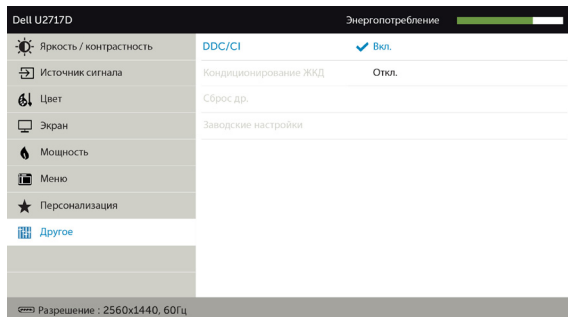 Dell U2717D Энергопотребление
Яркость / контрастность DDC/CI Вкл.
Источник сигнала Кондиционирование ЖКД Откл.
Цвет Сброс др.
Экран Заводские настройки
Мощность
Меню
Персонализация
Другое
Разрешение : 2560x1440, 60Гц